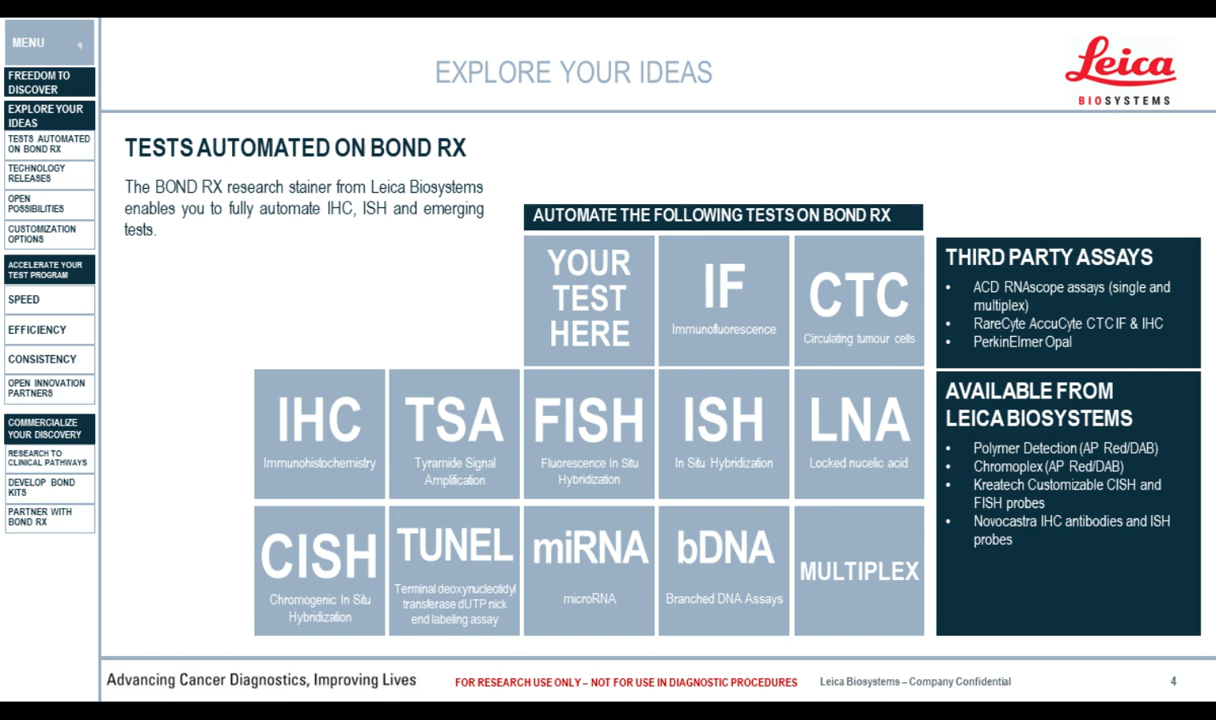 MENU
FREEDOM TO
DISCOVER
EXPLORE YOUR
IDEAS
TESTS AUTOMATED
ON BOND RX
TECHNOLOGY
RELEASES
OPEN
POSSIBILITIES
CUSTOMIZATION
OPTIONS
ACCELERATE YOUR
TEST PROGRAM
SPEED
EFFICIENCY
CONSISTENCY
OPEN INNOVATION
PARTNERS
COMMERCIALIZE
YOUR DISCOVERY
RESEARCH TO
CLINICAL PATHWAYS
DEVELOP BOND
KITS
PARTNER WITH
BOND RX
EXPLORE YOUR IDEAS
Leica
BIOSYSTEMS
TESTS AUTOMATED ON BOND RX
The BOND RX research stainer from Leica Biosystems
enables you to fully automate IHC, ISH and emerging
tests.
AUTOMATE THE FOLLOWING TESTS ON BOND RX
YOUR
TEST
HERE
IF
Immunofluorescence
CTC
Circulating tumour cells
IHC
Immunohistochemistry
TSA
Tyramide Signal
Amplification
FISH
Fluorescence In Situ
Hybridization
ISH
In Situ Hybridization
LNA
Locked nucelic acid
CISH
Chromogenic In Situ
Hybridization
TUNEL
Terminal deoxynucleotidyl
transferase dUTP nick
end labeling assay
miRNA
microRNA
bDNA
Branched DNA Assays
MULTIPLEX
THIRD PARTY ASSAYS
• ACD RNAscope assays (single and
multiplex)
• RareCyte AccuCyte CTC IF & IHC
• PerkinElmer Opal
AVAILABLE FROM
LEICA BIOSYSTEMS
• Polymer Detection (AP Red/DAB)
• Chromoplex (AP Red/DAB)
• Kreatech Customizable CISH and
FISH probes
• Novocastra IHC antibodies and ISH
probes
Advancing Cancer Diagnostics, Improving Lives
FOR RESEARCH USE ONLY – NOT FOR USE IN DIAGNOSTIC PROCEDURES
Leica Biosystems – Company Confidential
4